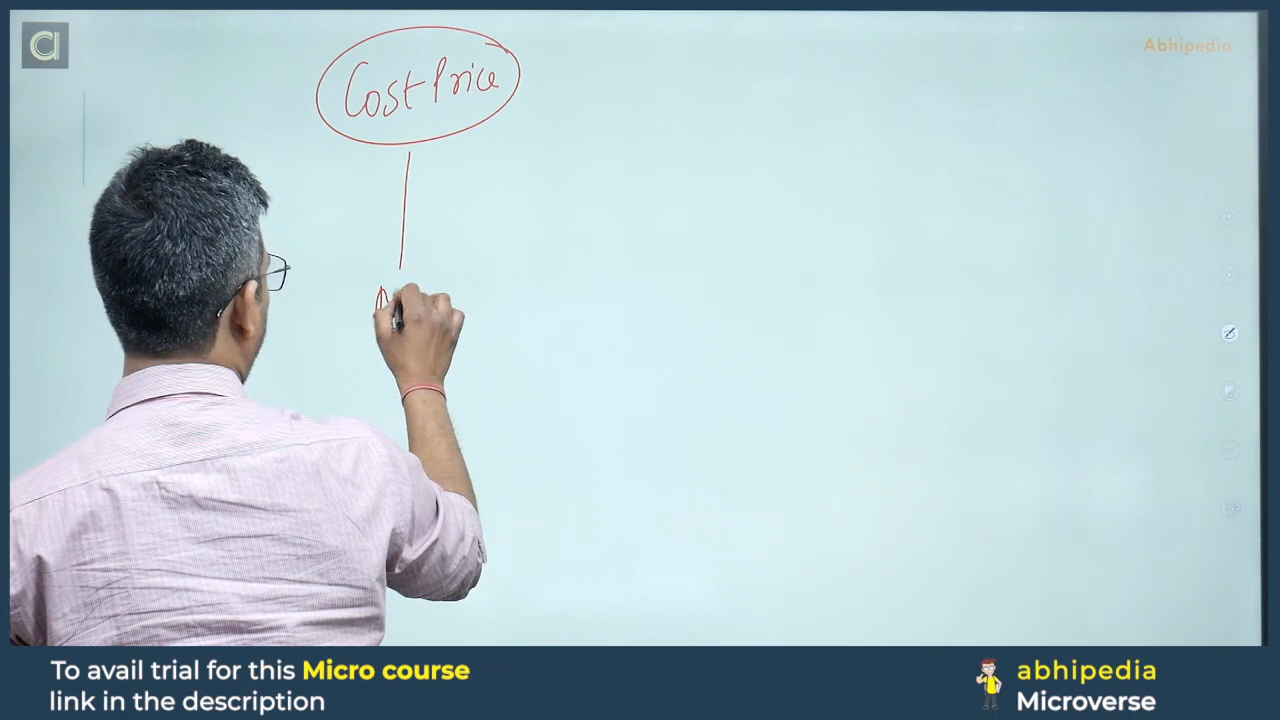 Abhipedia
Cost Price
To avail trial for this Micro course
link in the description
abhipedia
Microverse